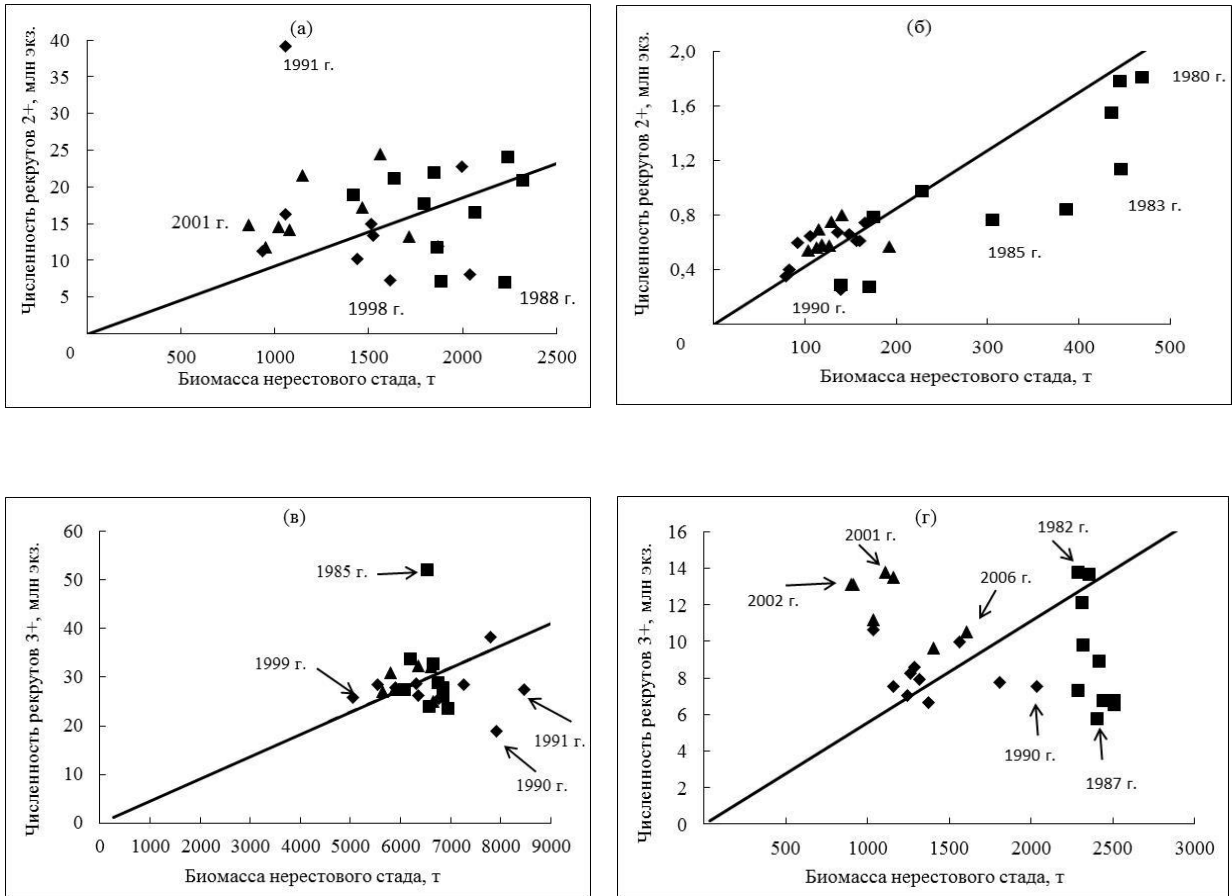 (а)
Численность рекрутов 2+, млн экз.
40
35
30
25
20
15
10
5
0
1991 г.
2001 г.
1998 г.
1988 г.
500 1000 1500 2000 2500
Биомасса нерестового стада, т
(б)
Численность рекрутов 2+, млн экз.
2,0
1,6
1,2
0,8
0,4
0
1980 г.
1983 г.
1985 г.
1990 г.
100 200 300 400 500
Биомасса нерестового стада, т
(в)
Численность рекрутов 3+, млн экз.
60
50
40
30
20
10
0
1985 г.
1999 г.
1991 г.
1990 г.
0 1000 2000 3000 4000 5000 6000 7000 8000 9000
Биомасса нерестового стада, т
(г)
Численность рекрутов 3+, млн экз.
16
14
12
10
8
6
4
2
0
2001 г.
1982 г.
2002 г.
2006 г.
1990 г.
1987 г.
500 1000 1500 2000 2500 3000
Биомасса нерестового стада, т